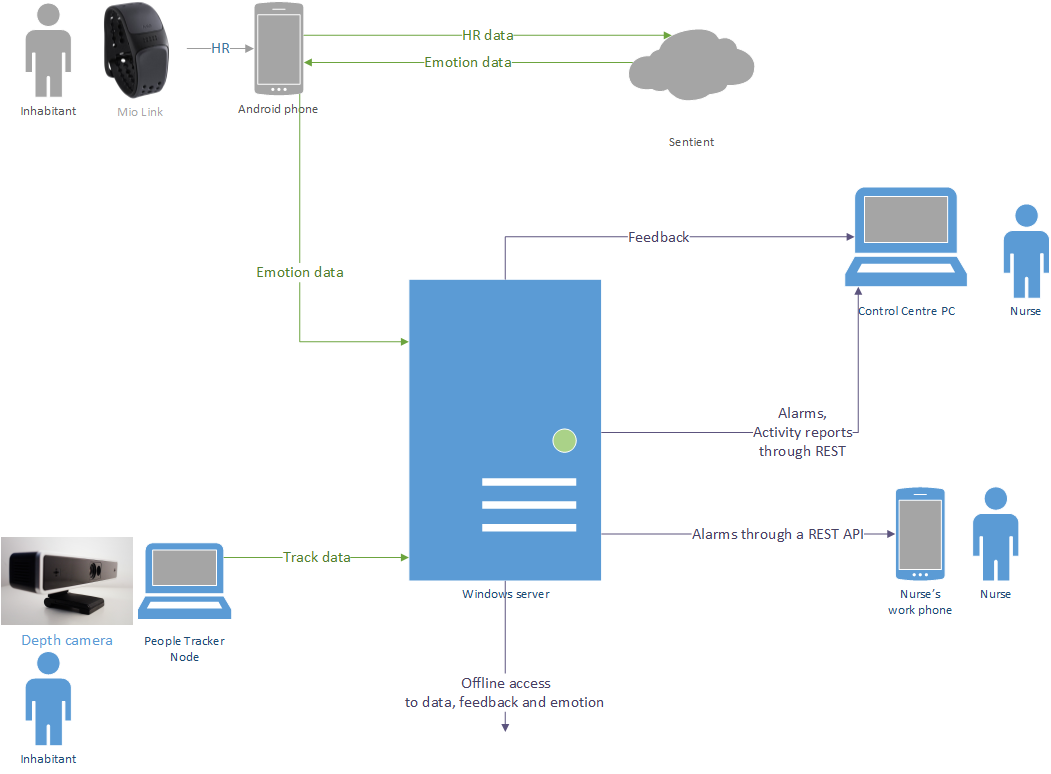 HR data
HR
Emotion data
Inhabitant
Mio Link
Android phone
Sentient
Feedback
Emotion data
Control Centre PC
Nurse
Alarms,
Activity reports
through REST
Alarms through a REST API
Track data
Windows server
Nurse´s
work phone
Nurse
Depth camera
People Tracker
Node
Offline access
to data, feedback and emotion
Inhabitant